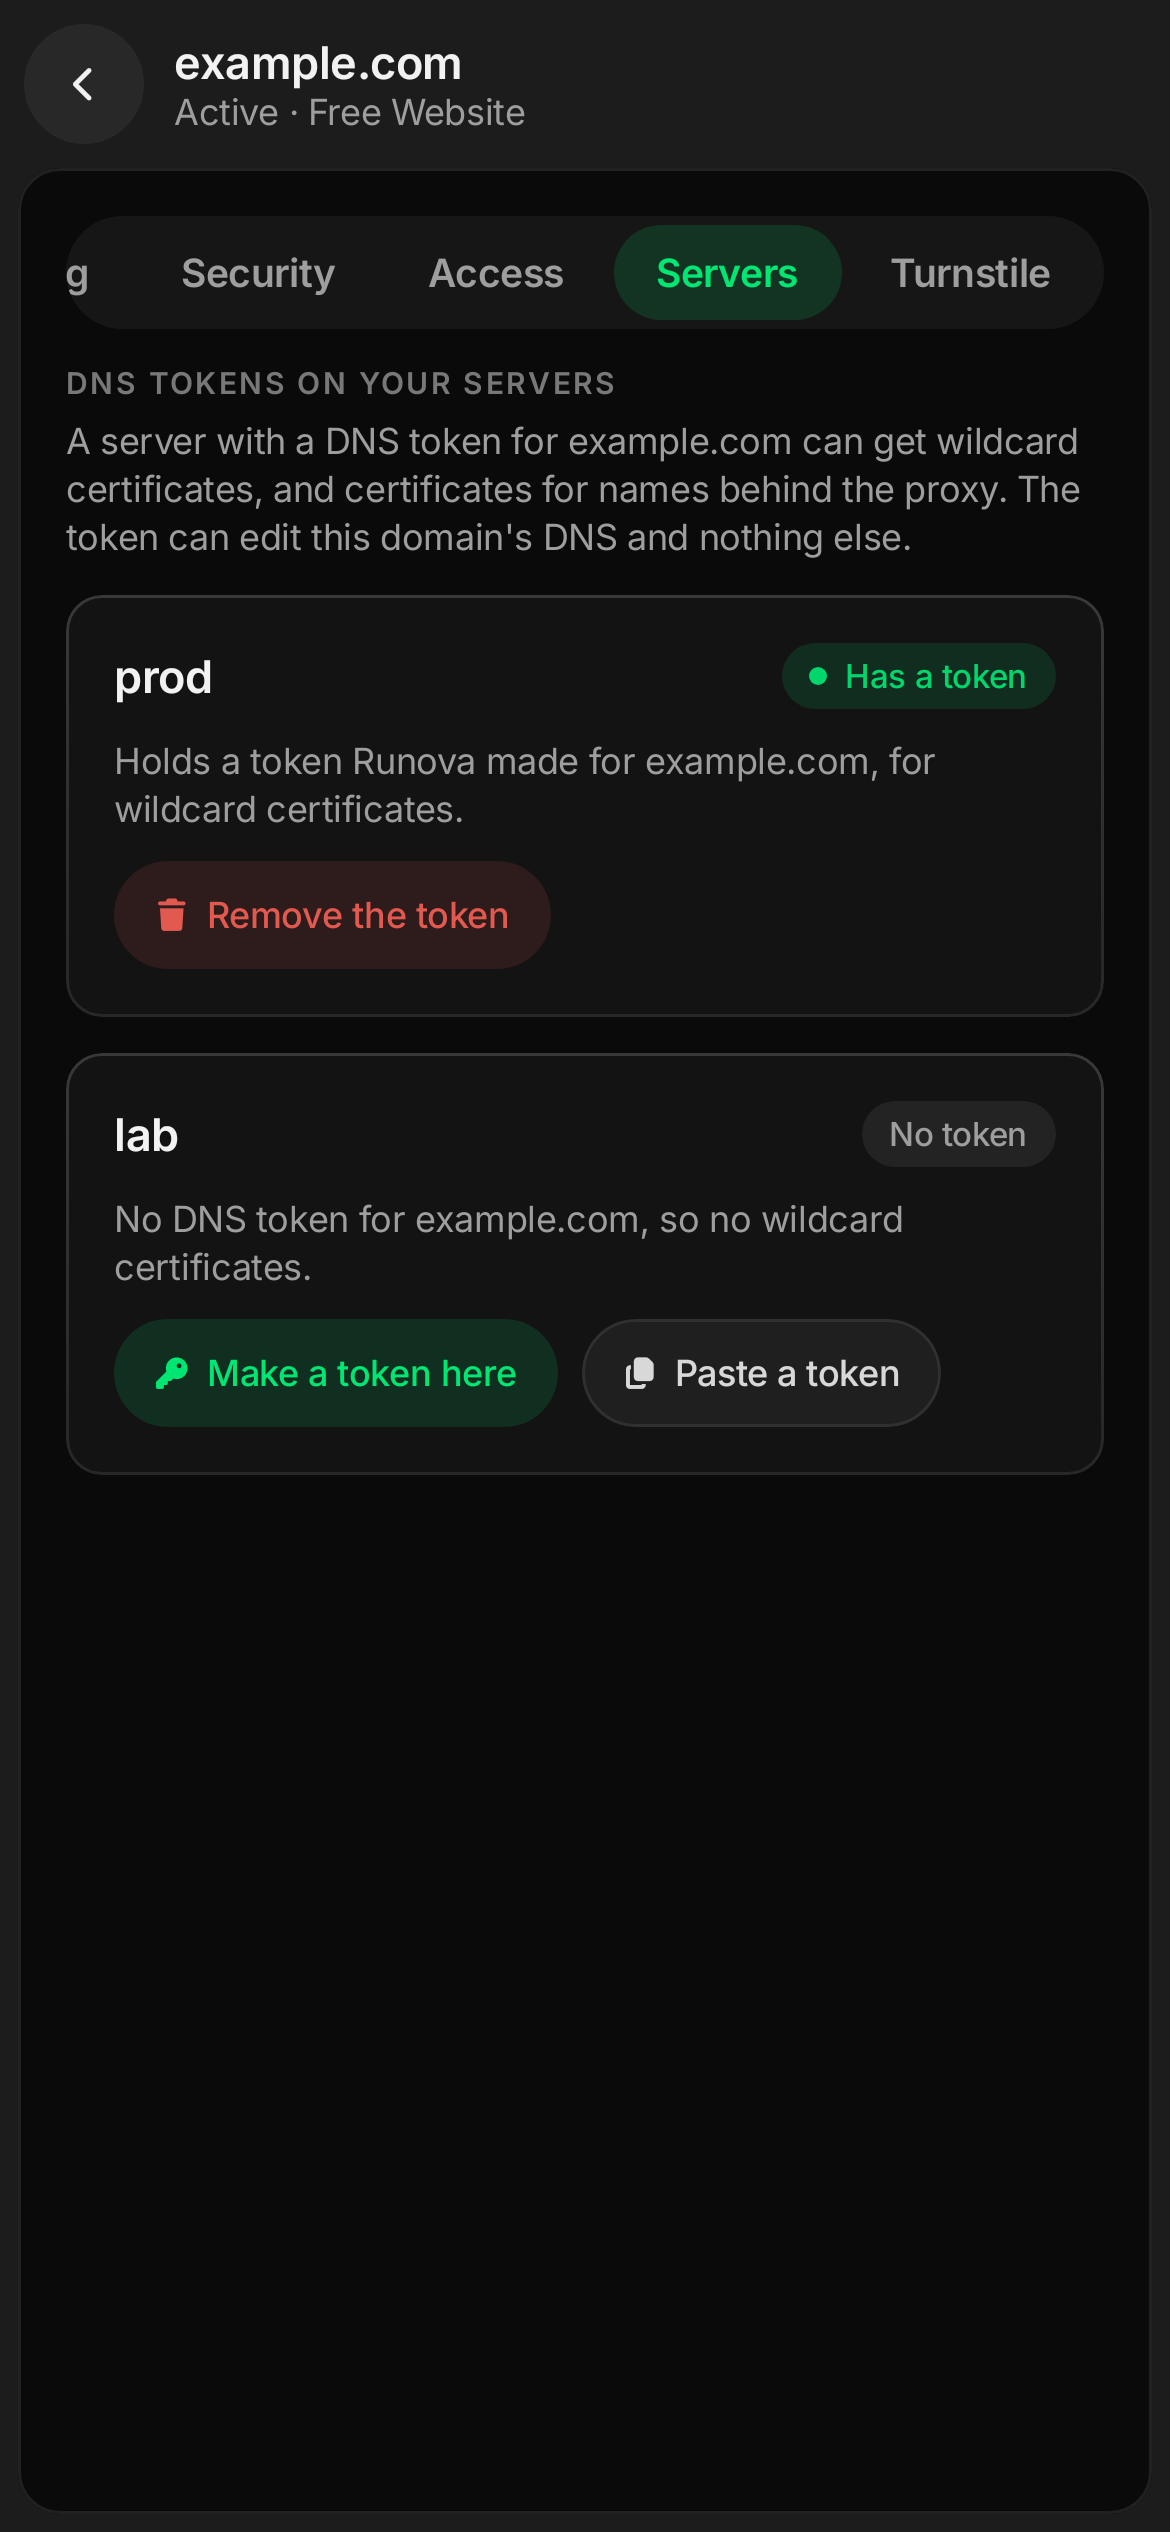 example.com
Active · Free Website
g Security Access Servers Turnstile
DNS TOKENS ON YOUR SERVERS
A server with a DNS token for example.com can get wildcard
certificates, and certificates for names behind the proxy. The
token can edit this domain's DNS and nothing else.
prod
Has a token
Holds a token Runova made for example.com, for
wildcard certificates.
Remove the token
lab
No token
No DNS token for example.com, so no wildcard
certificates.
Make a token here
Paste a token